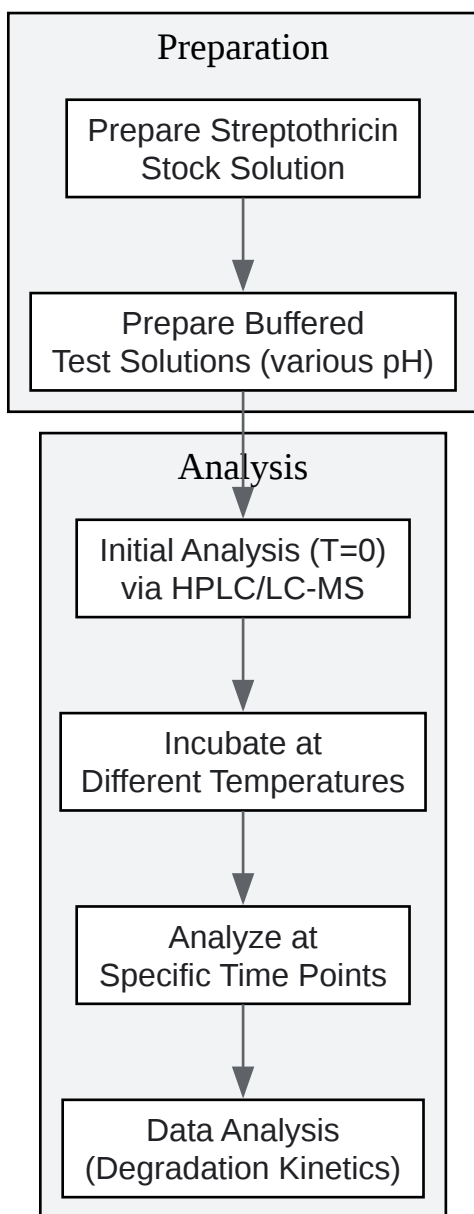 Preparation
Prepare Streptothricin
Stock Solution
Prepare Buffered
Test Solutions (various pH)
Analysis
Initial Analysis (T=0)
via HPLC/LC-MS
Incubate at
Different Temperatures
Analyze at
Specific Time Points
Data Analysis
(Degradation Kinetics)